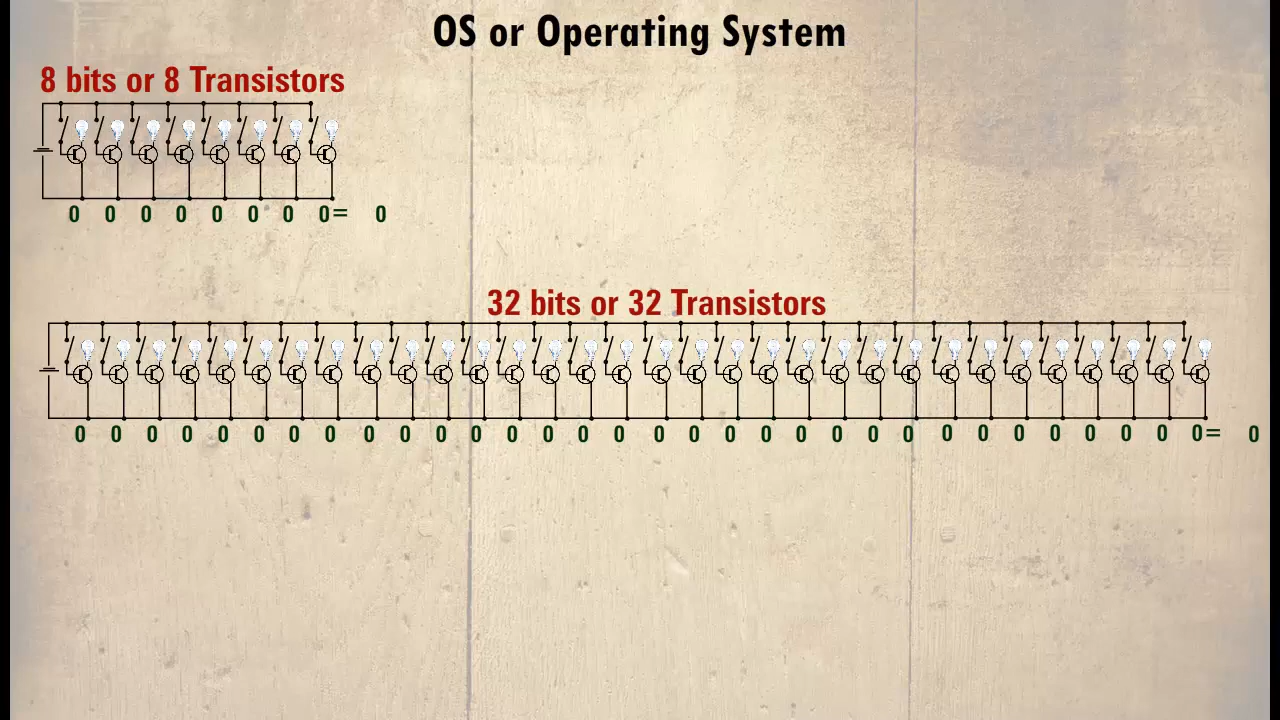 OS or Operating System
8 bits or 8 Transistors
0 0 0 0 0 0 0 0= 0
32 bits or 32 Transistors
0 0 0 0 0 0 0 0 0 0 0 0 0 0 0 0 0 0 0 0 0 0 0 0 0 0 0 0 0 0 0 0= 0